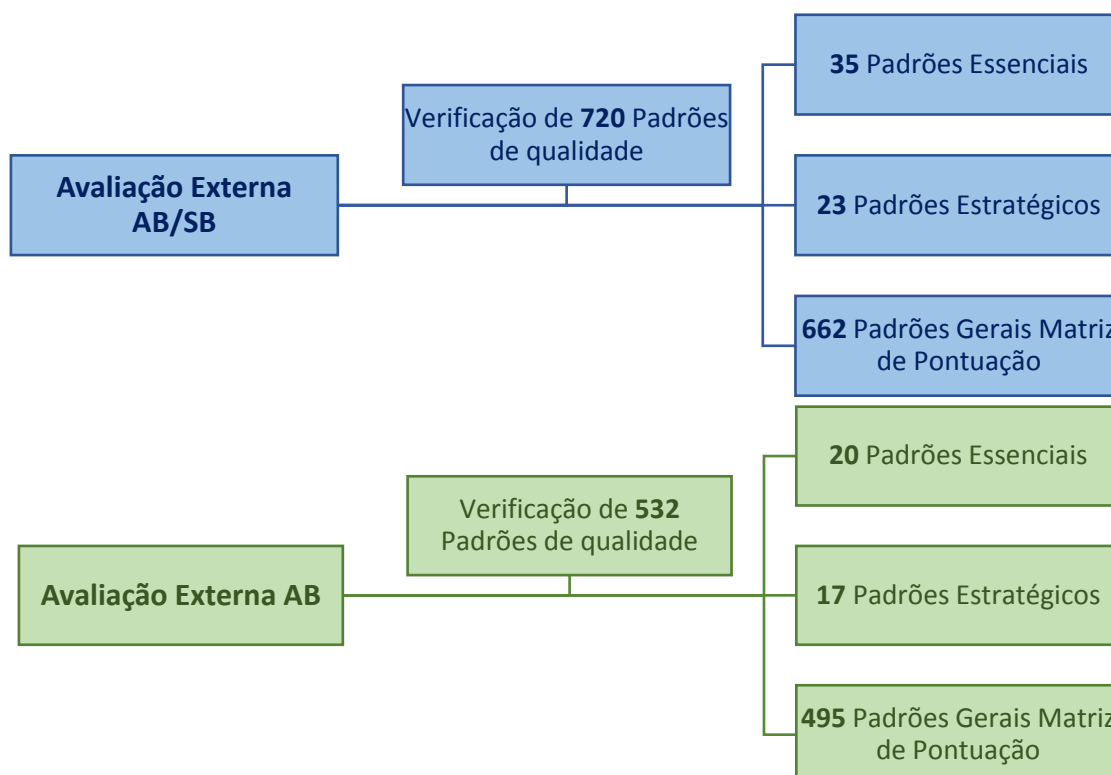 Avaliação Externa
AB/SB
Verificação de 720 Padrões
de qualidade
35 Padrões Essenciais
23 Padrões Estratégicos
662 Padrões Gerais Matriz
de Pontuação
Avaliação Externa AB
Verificação de 532
Padrões de qualidade
20 Padrões Essenciais
17 Padrões Estratégicos
495 Padrões Gerais Matriz
de Pontuação